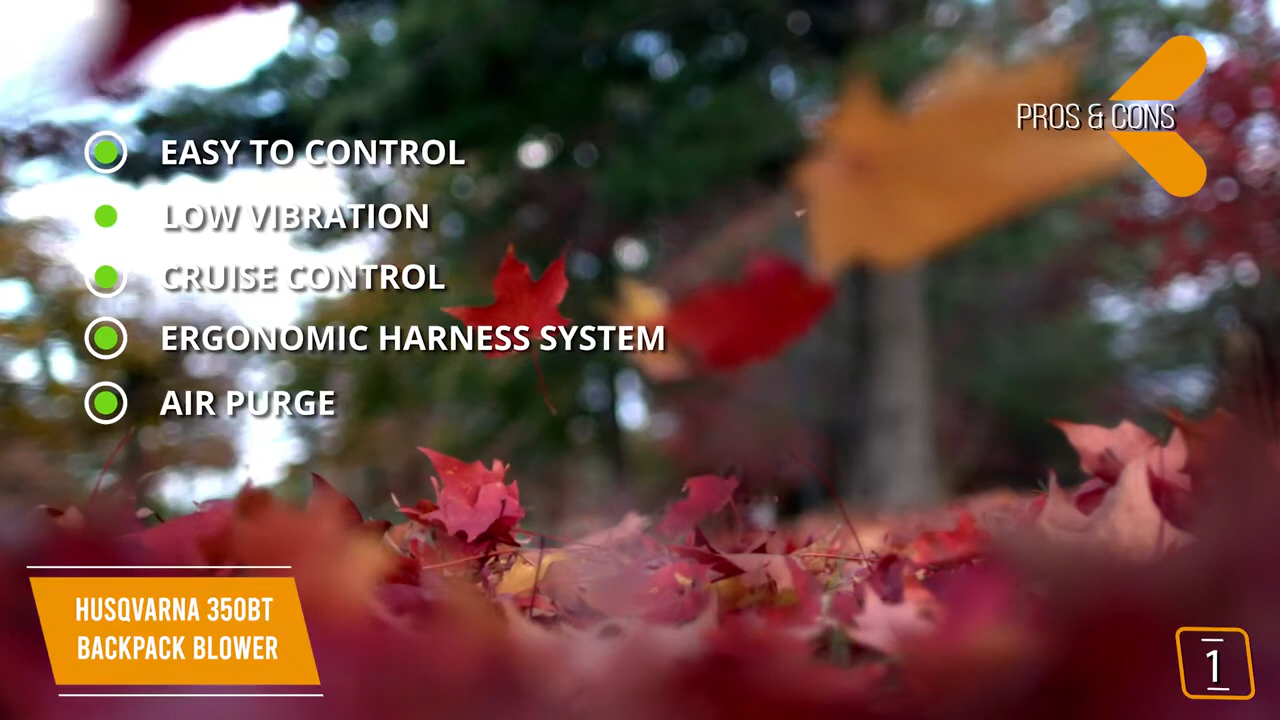 PROS & CONS
EASY TO CONTROL
LOW VIBRATION
CRUISE CONTROL
ERGONOMIC HARNESS SYSTEM
AIR PURGE
HUSQVARNA 350BT
BACKPACK BLOWER
1